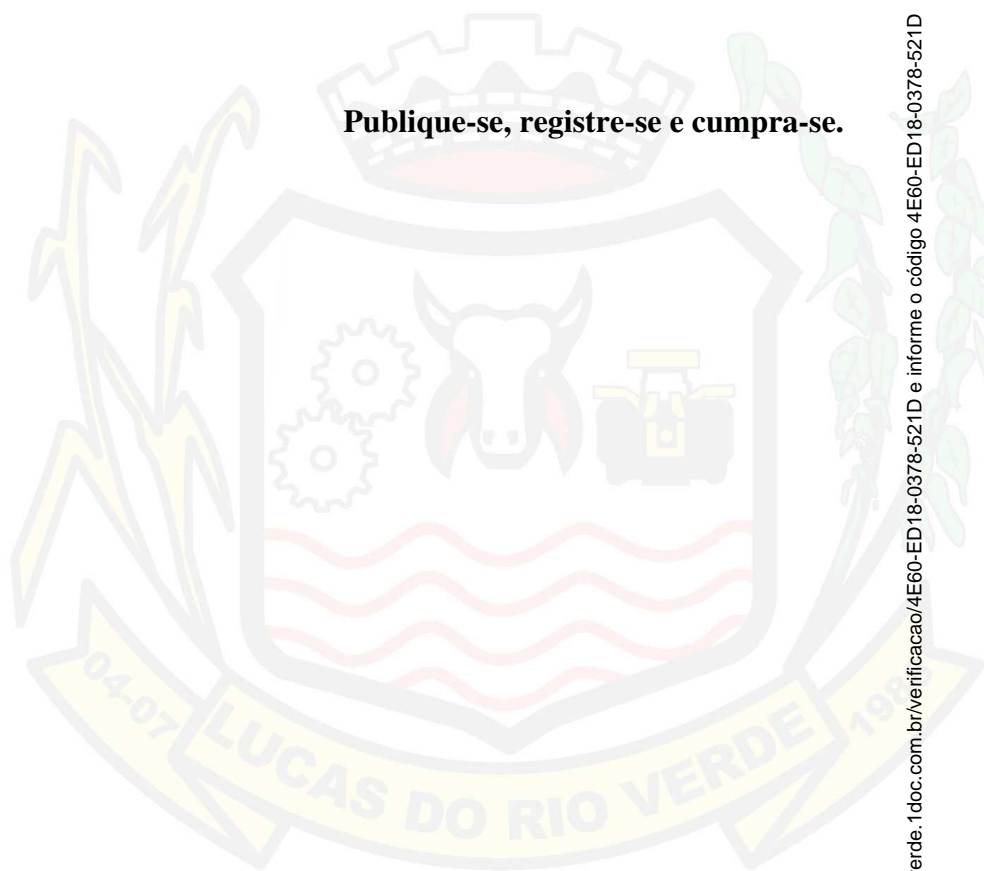 Publique-se, registre-se e cumpra-se.
04-07
LUCAS DO RIO VERDE
1988
erde.1doc.com.br/verificacao/4E60-ED18-0378-521D e informe o código 4E60-ED18-0378-521D